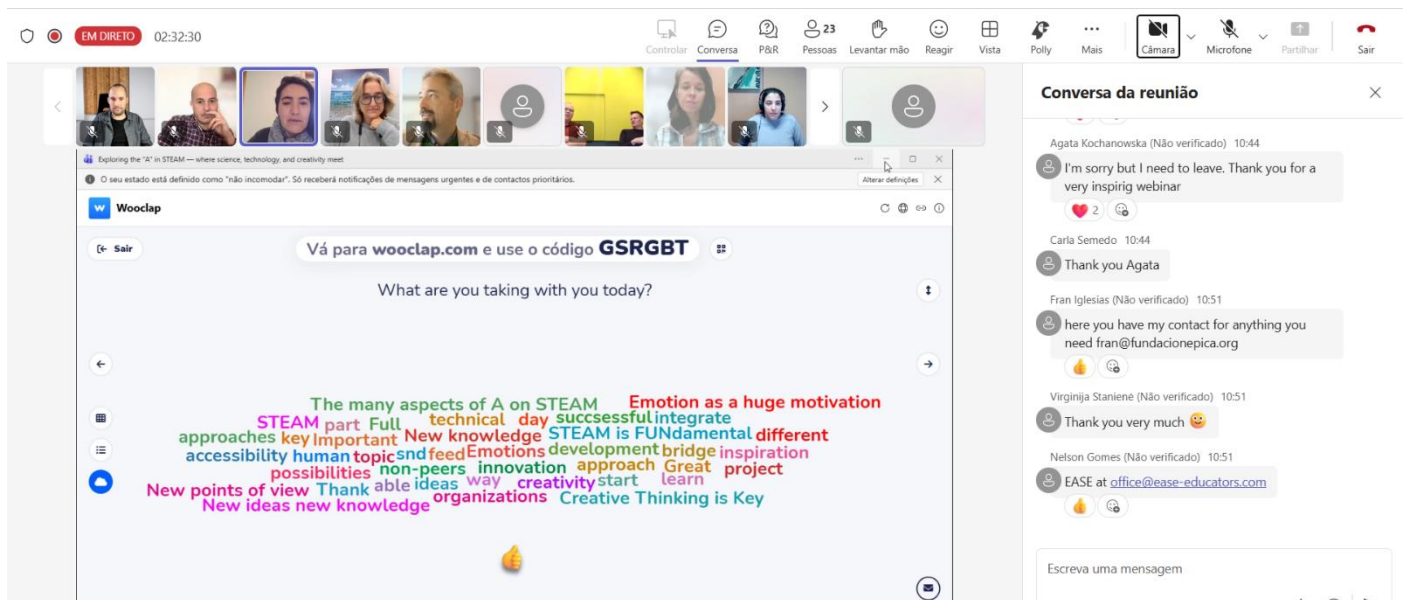 EM DIRETO 02:32:30
Controlar Conversa P&R 23 Pessoas Levantar mão Reagir Vista Polly Mais Câmara Microfone Partilhar Sair
Exploring the "A" in STEAM — where science, technology, and creativity meet
O seu estado está definido como "não incomodar". Só receberá notificações de mensagens urgentes e de contactos prioritários.
Alterar definições
Wooclap
Sair
Vá para wooclap.com e use o código GSRGBT
What are you taking with you today?
The many aspects of A on STEAM Emotion as a huge motivation
STEAM part Full technical day succsessful integrate
approaches key Important New knowledge STEAM is FUNdamental different
accessibility human topic snd feed Emotions development bridge inspiration
possibilities non-peers innovation approach Great project
New points of view Thank able ideas way creativity start learn
New ideas new knowledge organizations Creative Thinking is Key
Conversa da reunião
Agata Kochanowska (Não verificado) 10:44
I'm sorry but I need to leave. Thank you for a
very inspirig webinar
2
Carla Semedo 10:44
Thank you Agata
Fran Iglesias (Não verificado) 10:51
here you have my contact for anything you
need fran@fundacionepica.org
Virginija Stanienė (Não verificado) 10:51
Thank you very much
Nelson Gomes (Não verificado) 10:51
EASE at office@ease-educators.com
Escreva uma mensagem